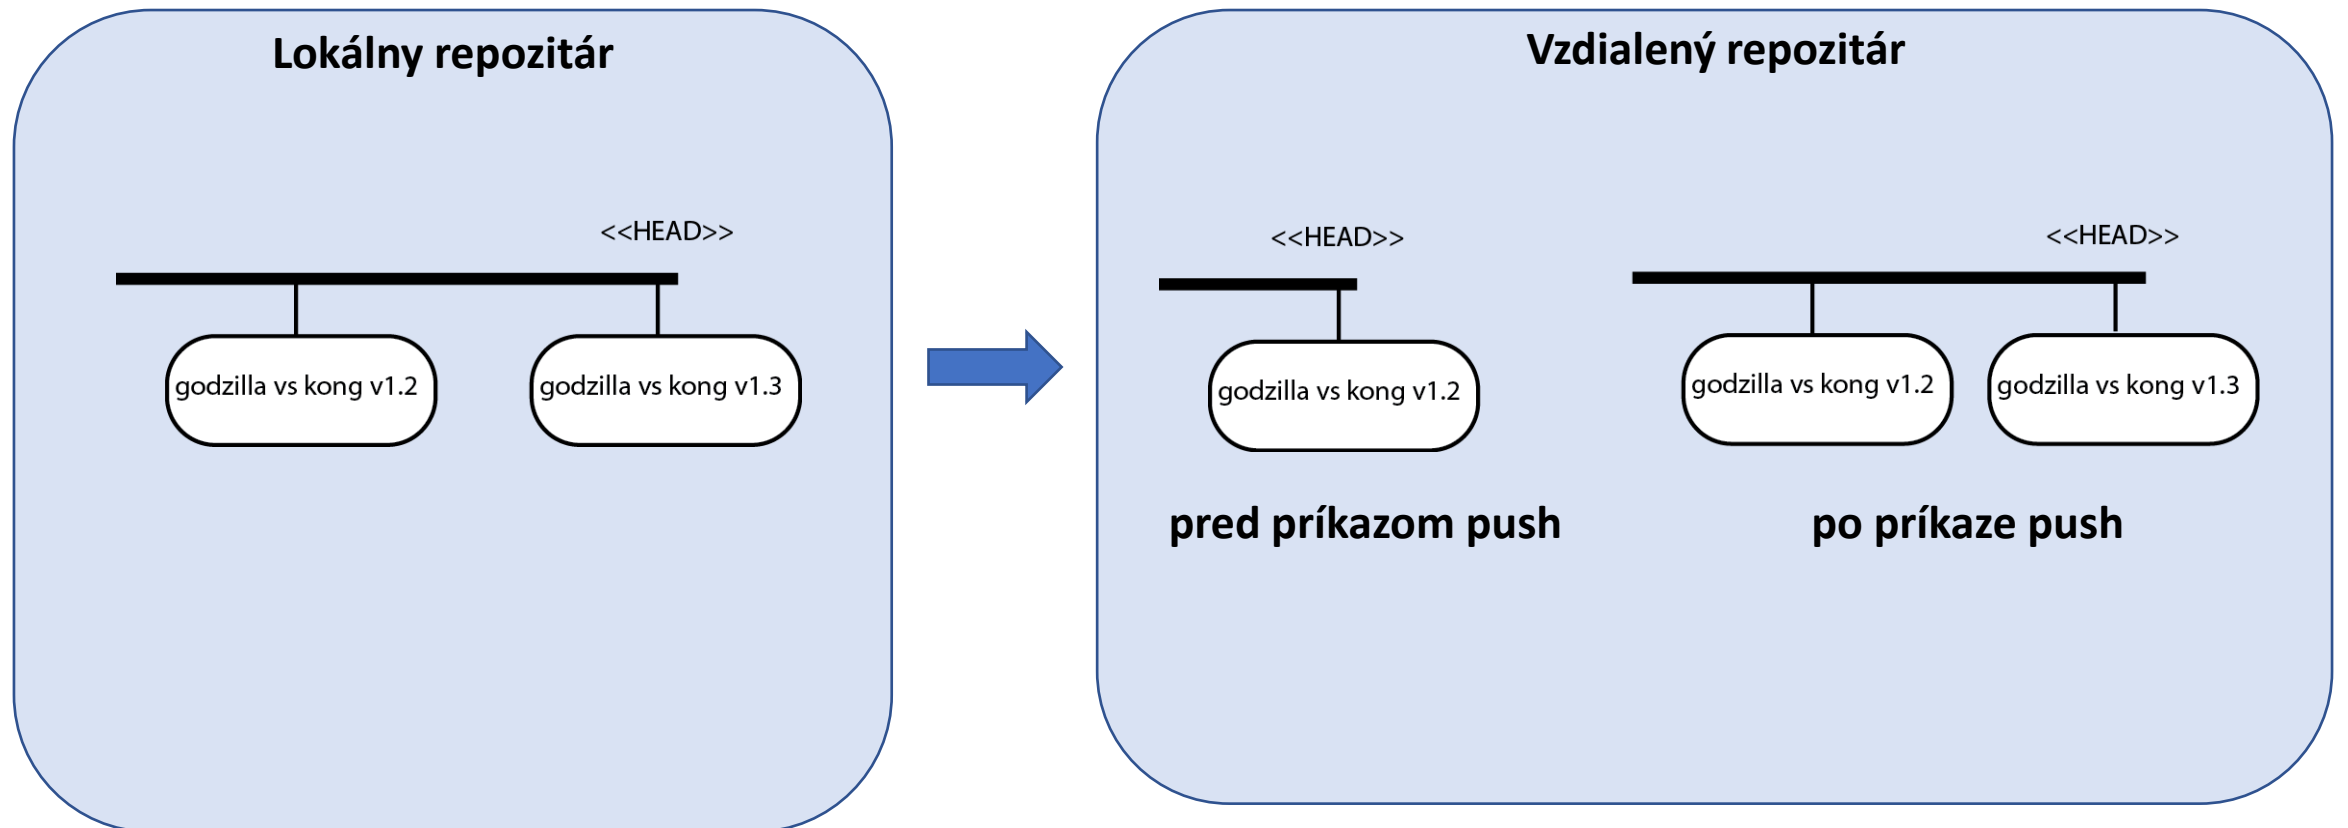 Lokálny repozitár
<<HEAD>>
godzilla vs kong v1.2
godzilla vs kong v1.3
Vzdialený repozitár
<<HEAD>>
godzilla vs kong v1.2
pred príkazom push
<<HEAD>>
godzilla vs kong v1.2
godzilla vs kong v1.3
po príkaze push